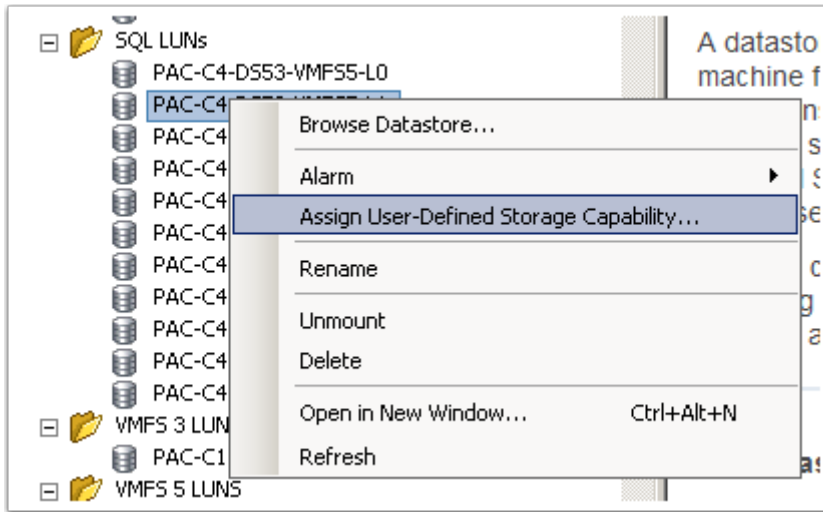 SQL LUNs
PAC-C4-DS53-VMFS5-L0
PAC-C4
PAC-C4
PAC-C4
PAC-C4
PAC-C4
PAC-C4
PAC-C4
PAC-C4
PAC-C4
PAC-C4
VMFS 3 LUN
PAC-C1
VMFS 5 LUNS
Browse Datastore...
Alarm
Assign User-Defined Storage Capability...
Rename
Unmount
Delete
Open in New Window... Ctrl+Alt+N
Refresh
A datasto
machine f